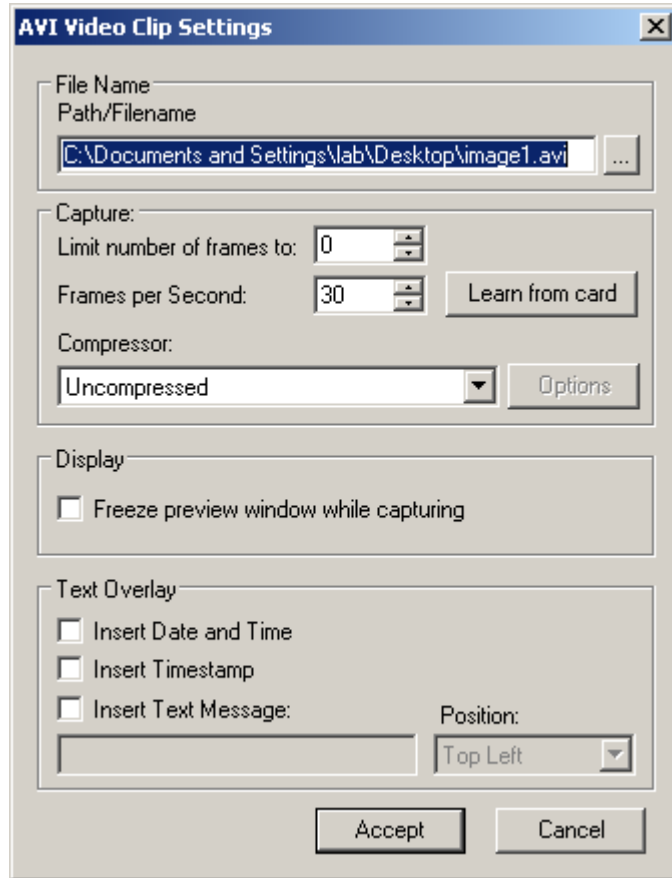 AVI Video Clip Settings
File Name
Path/Filename
C:\Documents and Settings\lab\Desktop\image1.avi ...
Capture:
Limit number of frames to: 0
Frames per Second: 30 Learn from card
Compressor:
Uncompressed Options
Display
Freeze preview window while capturing
Text Overlay
Insert Date and Time
Insert Timestamp
Insert Text Message:
Position:
Top Left
Accept Cancel